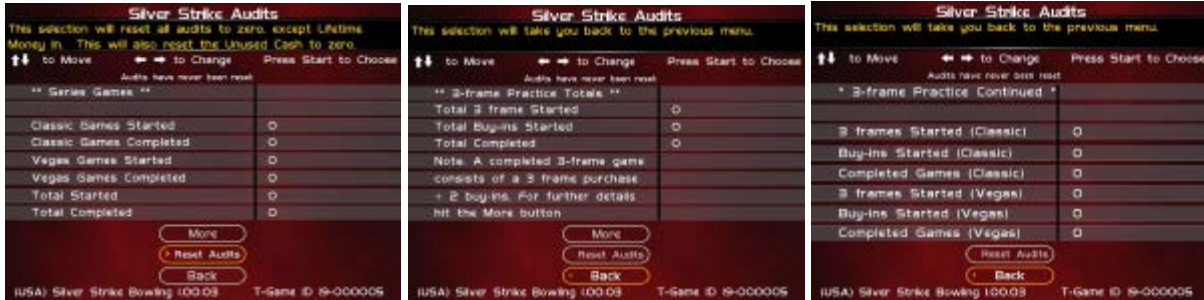 Silver Strike Audits
This selection will reset all audits to zero, except Lifetime
Money In. This will also reset the Unused Cash to zero.
to Move to Change Press Start to Choose
Audits have never been reset
** Series Games **
Classic Games Started 0
Classic Games Completed 0
Vegas Games Started 0
Vegas Games Completed 0
Total Started 0
Total Completed 0
More
Reset Audits
Back
(USA) Silver Strike Bowling 1.00.03 T-Game ID 19-000005
Silver Strike Audits
This selection will take you back to the previous menu.
to Move to Change Press Start to Choose
Audits have never been reset
** 3-frame Practice Totals **
Total 3 frame Started 0
Total Buy-ins Started 0
Total Completed 0
Note: A completed 3-frame game
consists of a 3 frame purchase
+ 2 buy-ins. For further details
hit the More button
More
Reset Audits
Back
(USA) Silver Strike Bowling 1.00.03 T-Game ID 19-000005
Silver Strike Audits
This selection will take you back to the previous menu.
to Move to Change Press Start to Choose
Audits have never been reset
* 3-frame Practice Continued *
3 frames Started (Classic) 0
Buy-ins Started (Classic) 0
Completed Games (Classic) 0
3 frames Started (Vegas) 0
Buy-ins Started (Vegas) 0
Completed Games (Vegas) 0
Reset Audits
Back
(USA) Silver Strike Bowling 1.00.03 T-Game ID 19-000005